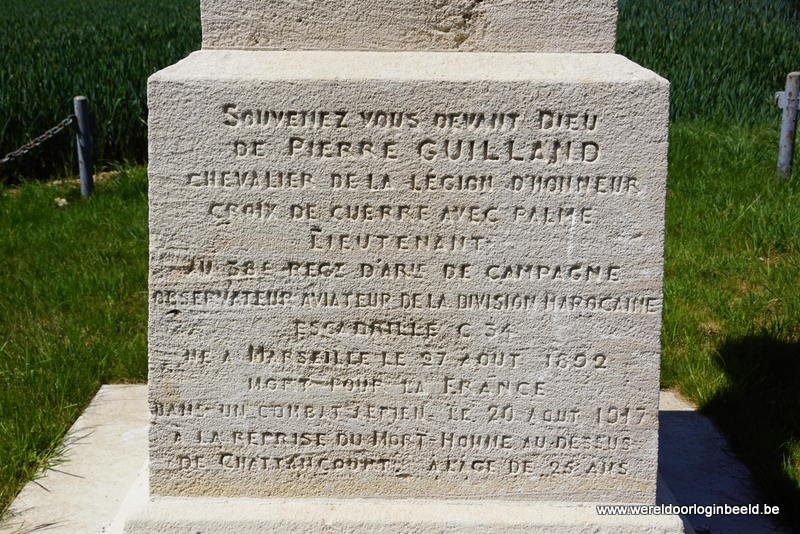 SOUVENEZ VOUS DEVANT DIEU
DE PIERRE GUILLAND
CHEVALIER DE LA LÉGION D'HONNEUR
CROIX DE GUERRE AVEC PALME
LIEUTENANT
AU 38E REGT D'ARIE DE CAMPAGNE
OBSERVATEUR AVIATEUR DE LA DIVISION MAROCAINE
ESCADRILLE C 34
NE A MARSEILLE LE 27 AOUT 1892
MORT POUR LA FRANCE
DANS UN COMBAT AERIEN LE 20 AOUT 1917
A LA REPRISE DU MORT-HOMME AU-DESSUS
DE CHATTANCOURT. A L'AGE DE 25 ANS
www.wereldoorloginbeeld.be